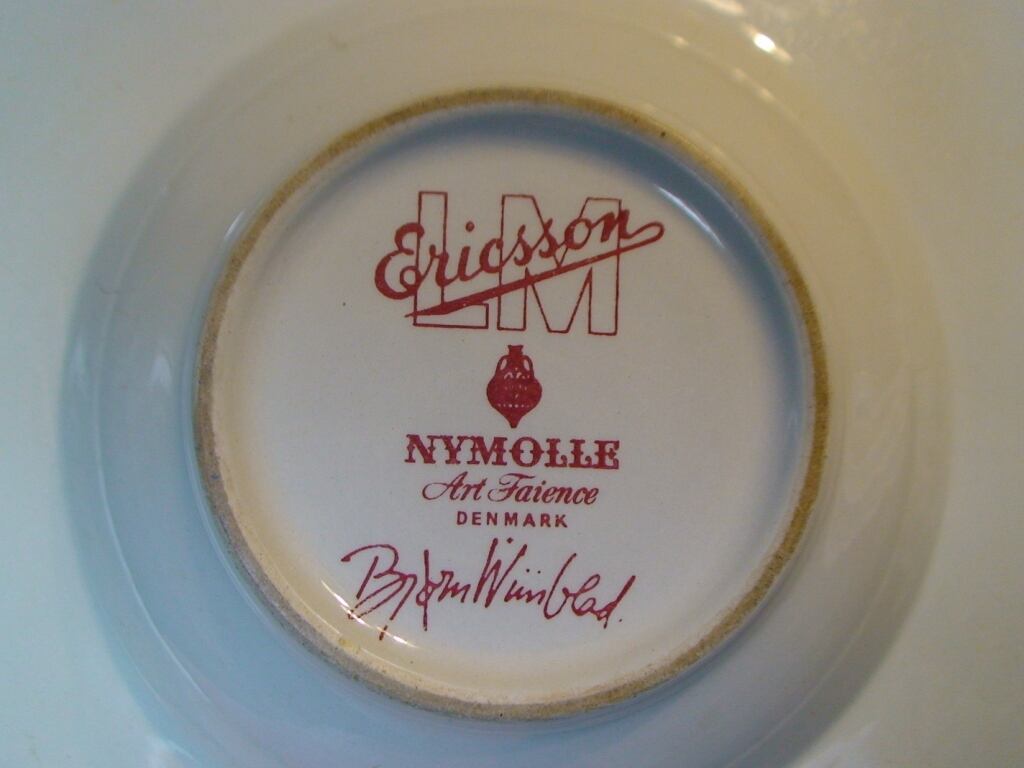 LM
Ericsson
NYMOLLE
Art Faience
DENMARK
Bjørn Wiinblad.